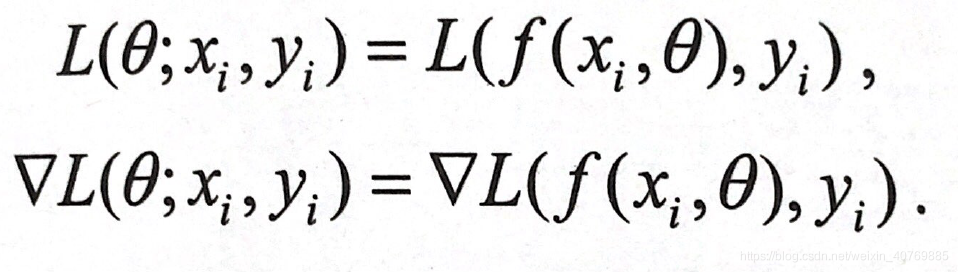 L(θ; xᵢ, yᵢ) = L(f(xᵢ, θ), yᵢ),
∇L(θ; xᵢ, yᵢ) = ∇L(f(xᵢ, θ), yᵢ).
https://blog.csdn.net/weixin_40769885